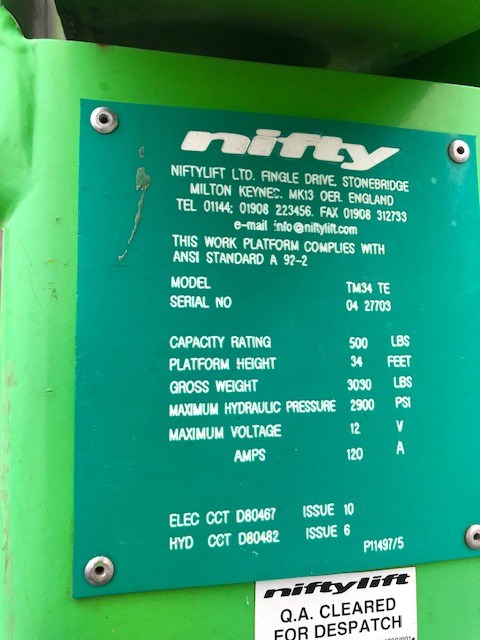 nifty
NIFTYLIFT LTD. FINGLE DRIVE, STONEBRIDGE
MILTON KEYNES. MK13 OER. ENGLAND
TEL 01144; 01908 223456. FAX 01908 312733
e-mail info@niftylift.com
THIS WORK PLATFORM COMPLIES WITH
ANSI STANDARD A 92-2
MODEL TM34 TE
SERIAL NO 04 27703
CAPACITY RATING 500 LBS
PLATFORM HEIGHT 34 FEET
GROSS WEIGHT 3030 LBS
MAXIMUM HYDRAULIC PRESSURE 2900 PSI
MAXIMUM VOLTAGE 12 V
AMPS 120 A
ELEC CCT D80467 ISSUE 10
HYD CCT D80482 ISSUE 6
P11497/5
niftylift
Q.A. CLEARED
FOR DESPATCH